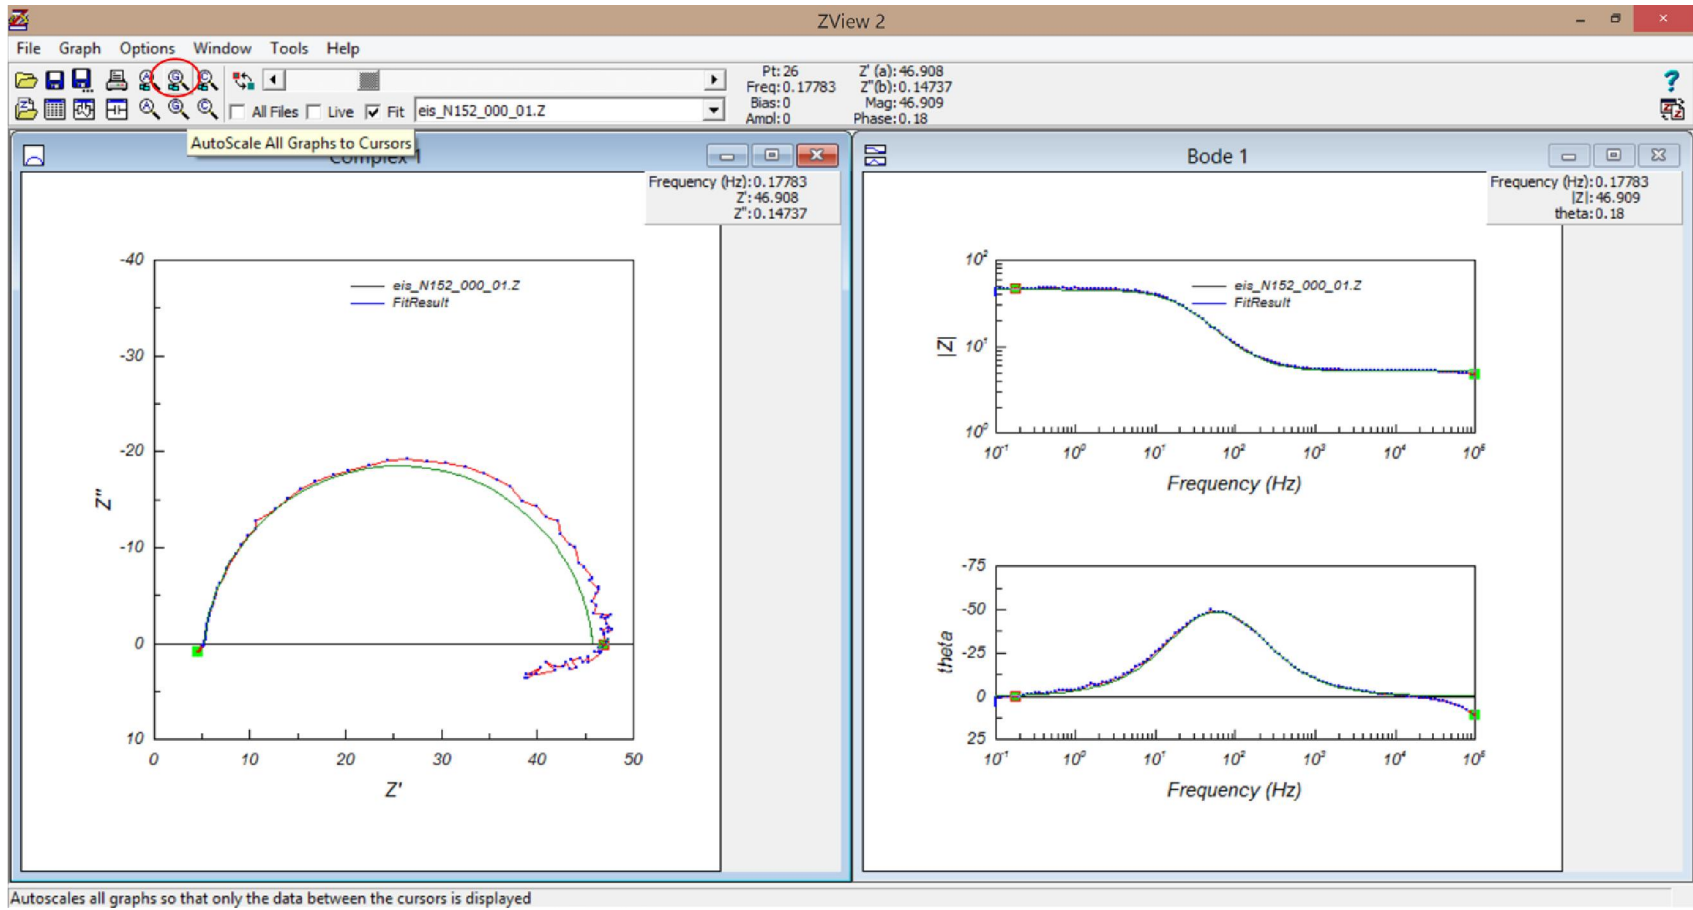 ZView 2
File Graph Options Window Tools Help
Pt: 26 Z' (a): 46.908
Freq: 0.17783 Z''(b): 0.14737
Bias: 0 Mag: 46.909
Ampl: 0 Phase: 0.18
All Files Live Fit eis_N152_000_01.Z
AutoScale All Graphs to Cursors
Complex 1
Frequency (Hz): 0.17783
Z': 46.908
Z'': 0.14737
-40
-30
-20
-10
0
10
Z''
eis_N152_000_01.Z
FitResult
0 10 20 30 40 50
Z'
Bode 1
Frequency (Hz): 0.17783
|Z|: 46.909
theta: 0.18
10²
10¹
10⁰
|Z|
eis_N152_000_01.Z
FitResult
10⁻¹ 10⁰ 10¹ 10² 10³ 10⁴ 10⁵
Frequency (Hz)
-75
-50
-25
0
25
theta
10⁻¹ 10⁰ 10¹ 10² 10³ 10⁴ 10⁵
Frequency (Hz)
Autoscales all graphs so that only the data between the cursors is displayed